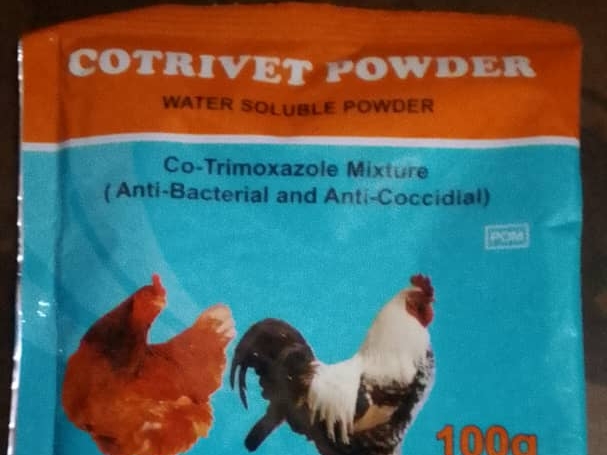 COTRIVET POWDER
WATER SOLUBLE POWDER
Co-Trimoxazole Mixture
(Anti-Bacterial and Anti-Coccidial)
POM
100g